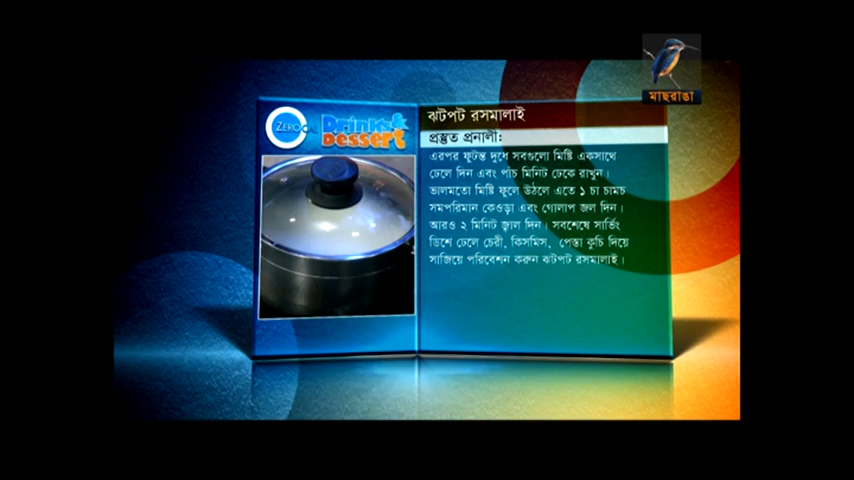 মাছরাঙা
ZERO
Drinks&
Dessert
ঝটপট রসমালাই
প্রস্তুত প্রনালী:
এরপর ফুটন্ত দুধে সবগুলো মিষ্টি একসাথে
ঢেলে দিন এবং পাঁচ মিনিট ঢেকে রাখুন।
ভালমতো মিষ্টি ফুলে উঠলে এতে ১ চা চামচ
সমপরিমান কেওড়া এবং গোলাপ জল দিন।
আরও ২ মিনিট জ্বাল দিন। সবশেষে সার্ভিং
ডিশে ঢেলে চেরী, কিসমিস, পেস্তা কুচি দিয়ে
সাজিয়ে পরিবেশন করুন ঝটপট রসমালাই।